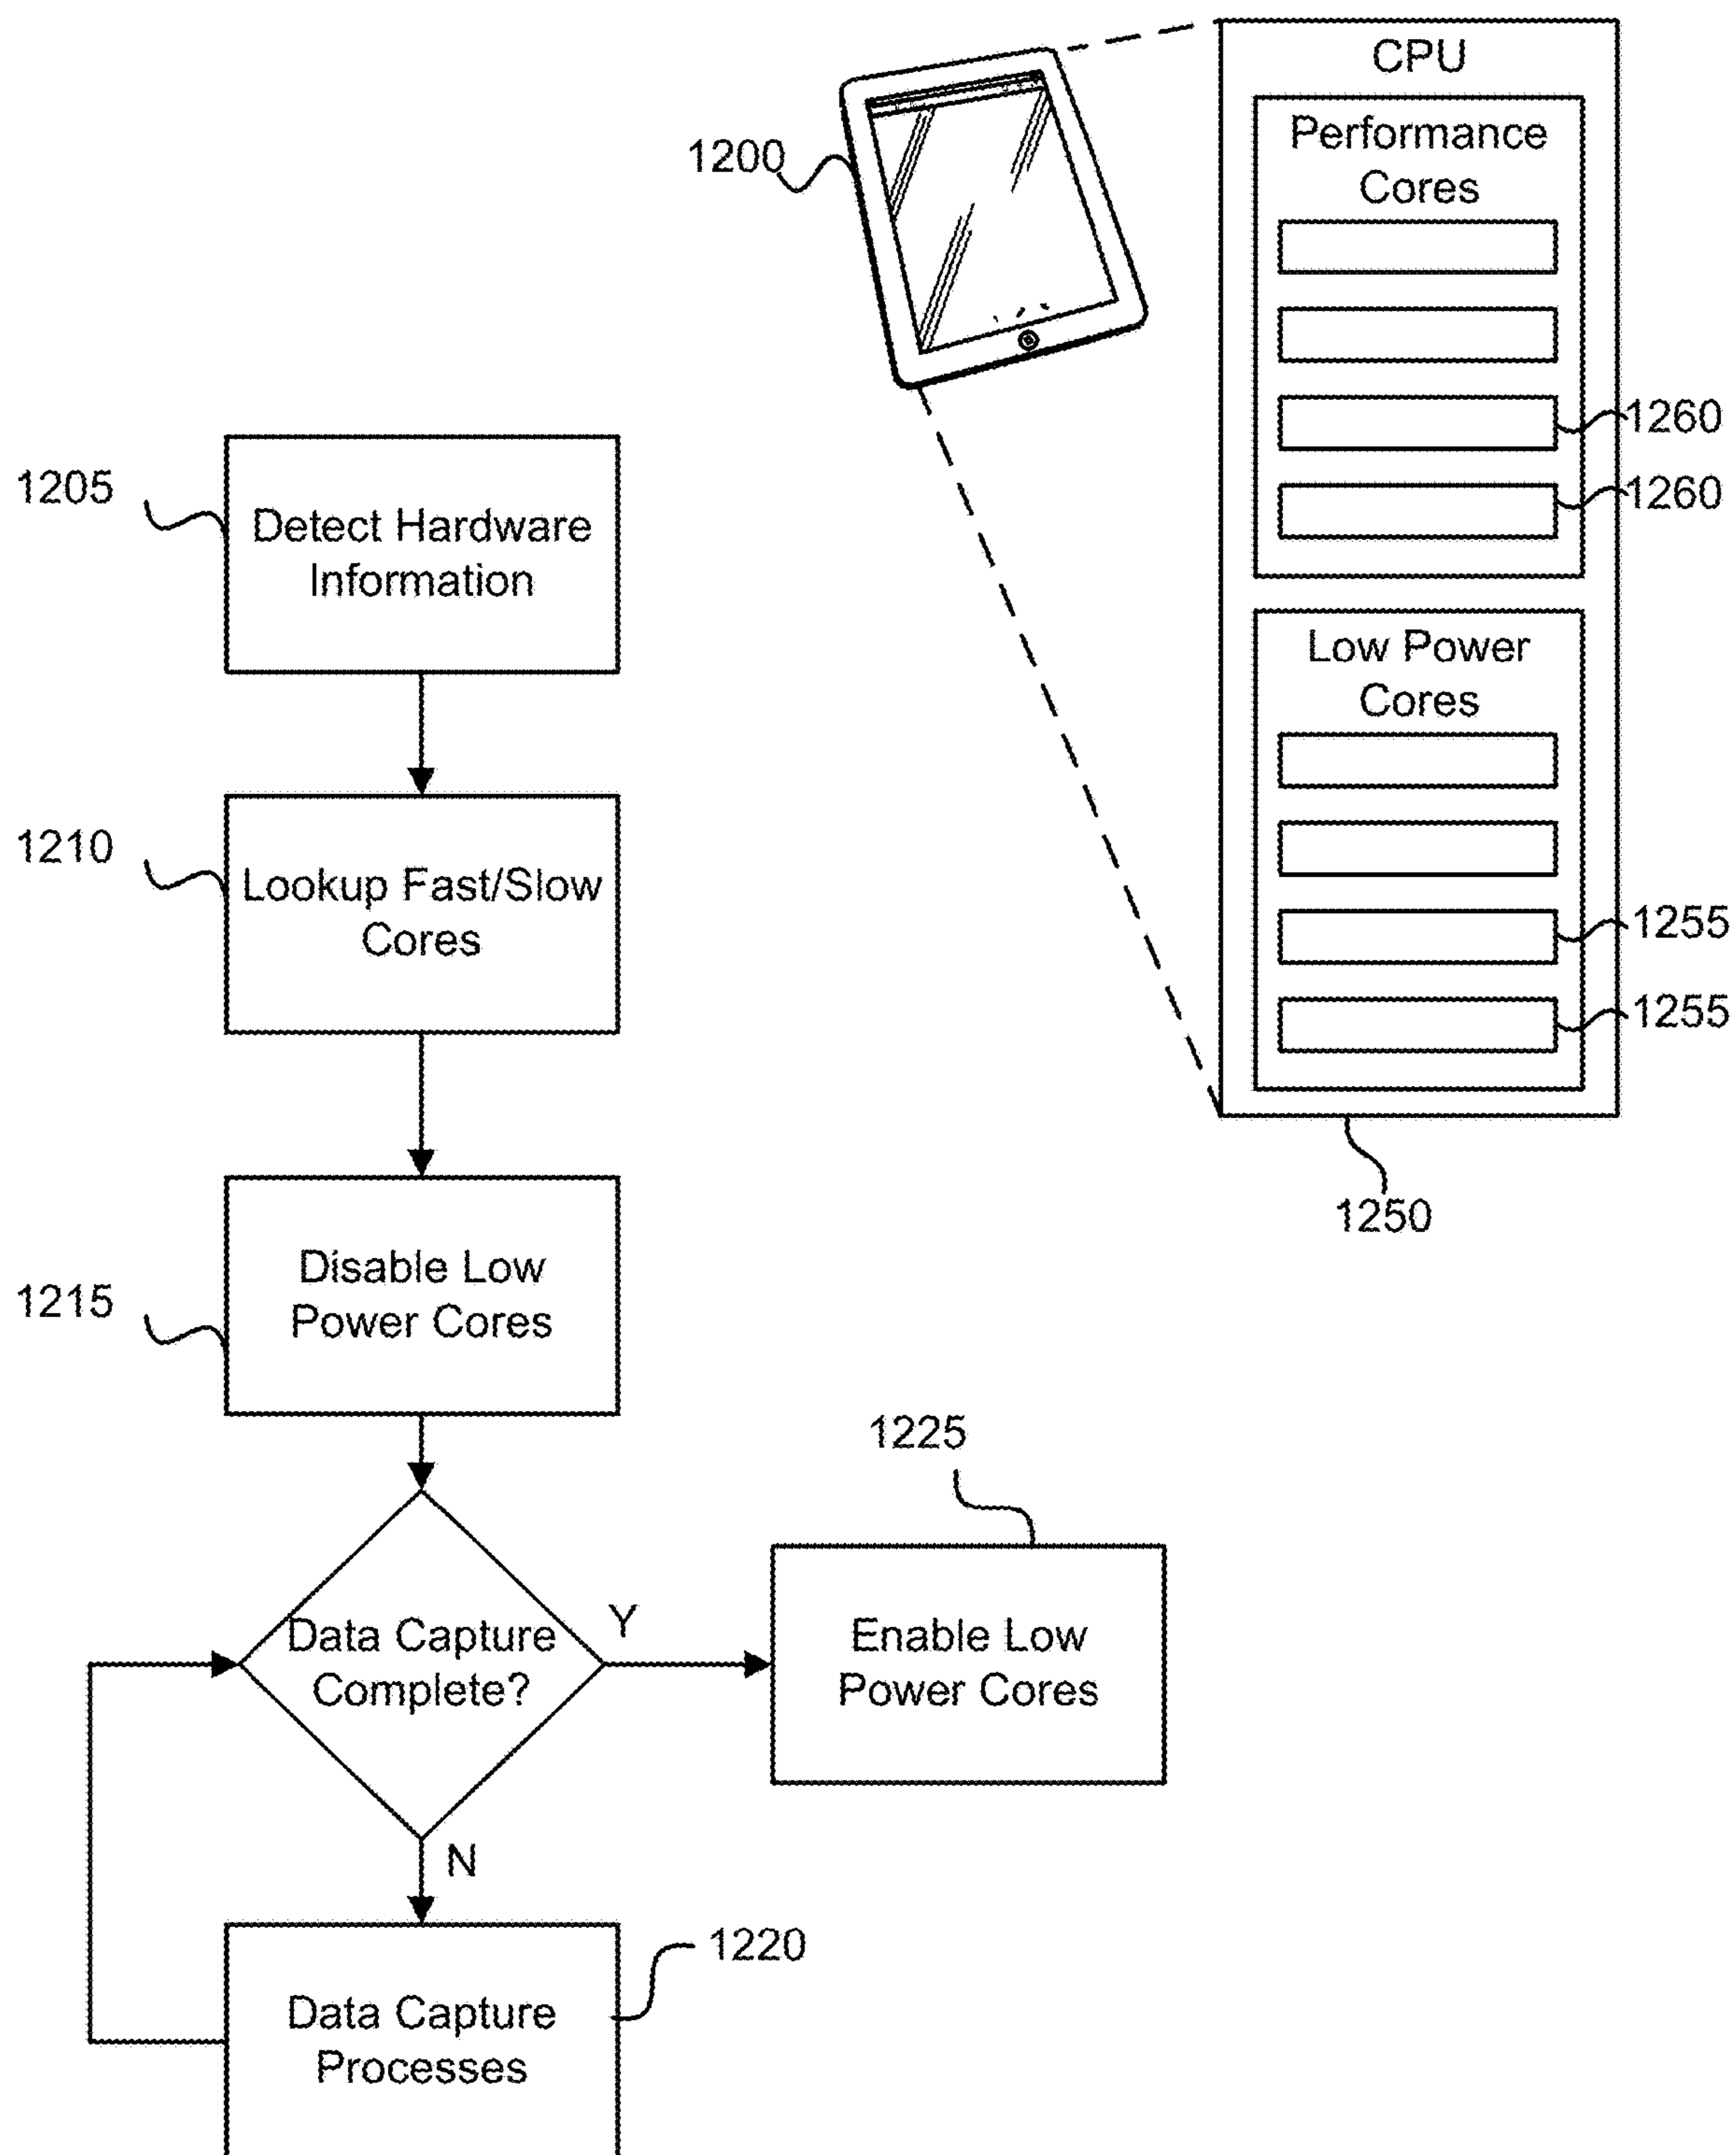 CPU
Performance
Cores
1200
1260
1260
1205
Detect Hardware
Information
Low Power
Cores
1210
Lookup Fast/Slow
Cores
1255
1255
1250
1215
Disable Low
Power Cores
1225
Data Capture
Complete?
Y
Enable Low
Power Cores
N
1220
Data Capture
Processes